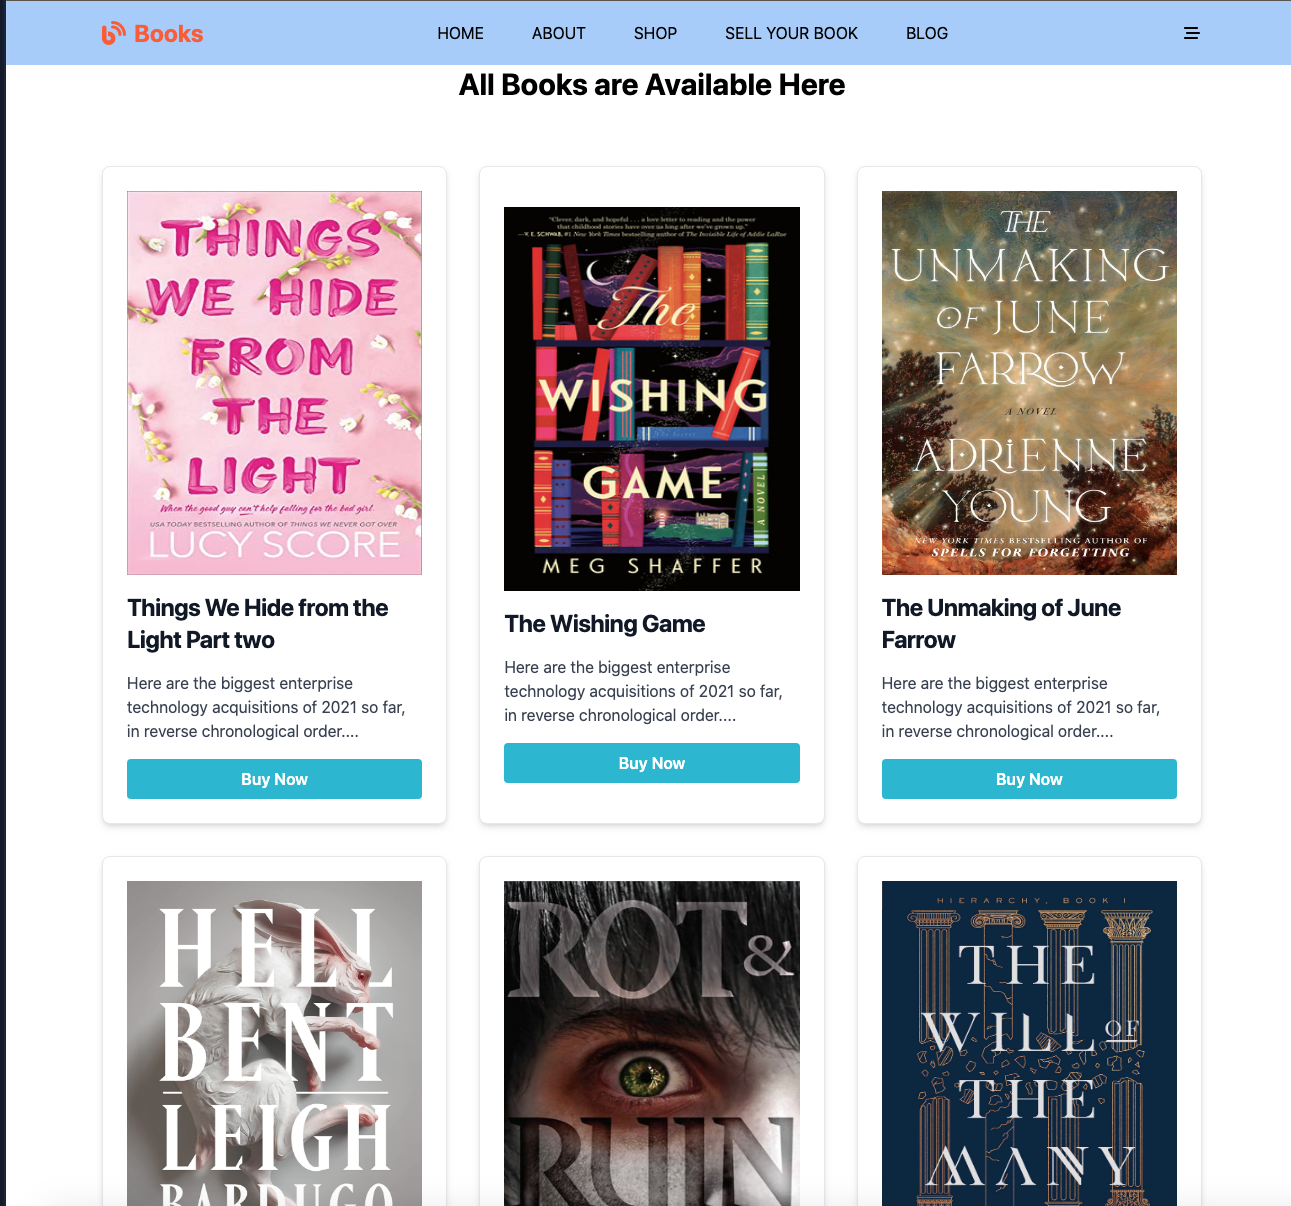 Books
HOME ABOUT SHOP SELL YOUR BOOK BLOG
All Books are Available Here
THINGS
WE HIDE
FROM
THE
LIGHT
When the good guy can't help falling for the bad girl.
USA TODAY BESTSELLING AUTHOR OF THINGS WE NEVER GOT OVER
LUCY SCORE
Things We Hide from the
Light Part two
Here are the biggest enterprise
technology acquisitions of 2021 so far,
in reverse chronological order....
Buy Now
"Clever, dark, and hopeful . . . a love letter to reading and the power
that childhood stories have over us long after we've grown up."
—V. E. SCHWAB, #1 New York Times bestselling author of The Invisible Life of Addie LaRue
The
WISHING
GAME
A NOVEL
MEG SHAFFER
The Wishing Game
Here are the biggest enterprise
technology acquisitions of 2021 so far,
in reverse chronological order....
Buy Now
THE
UNMAKING
OF JUNE
FARROW
A NOVEL
ADRIENNE
YOUNG
NEW YORK TIMES BESTSELLING AUTHOR OF
SPELLS FOR FORGETTING
The Unmaking of June
Farrow
Here are the biggest enterprise
technology acquisitions of 2021 so far,
in reverse chronological order....
Buy Now
HELL
BENT
LEIGH
BARDUGO
ROT &
RUIN
HIERARCHY, BOOK I
THE
WILL OF
THE
MANY